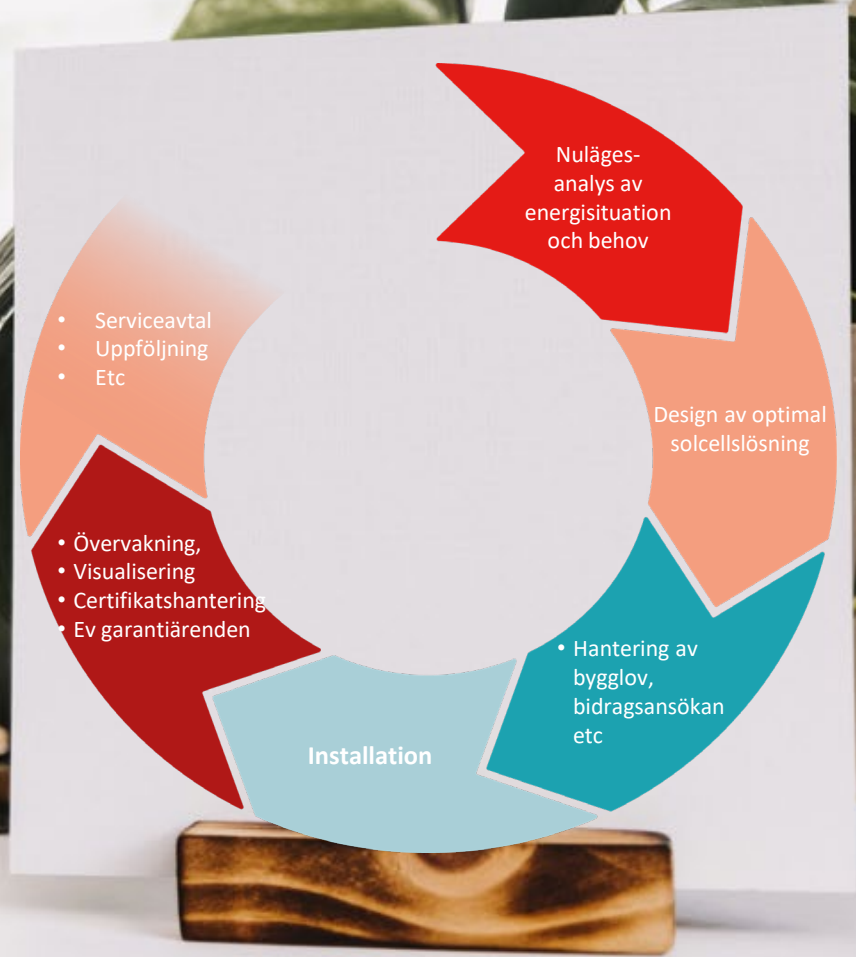 Nuläges-
analys av
energisituation
och behov
Design av optimal
solcellslösning
• Hantering av
bygglov,
bidragsansökan
etc
Installation
• Övervakning,
• Visualisering
• Certifikatshantering
• Ev garantiärenden
• Serviceavtal
• Uppföljning
• Etc